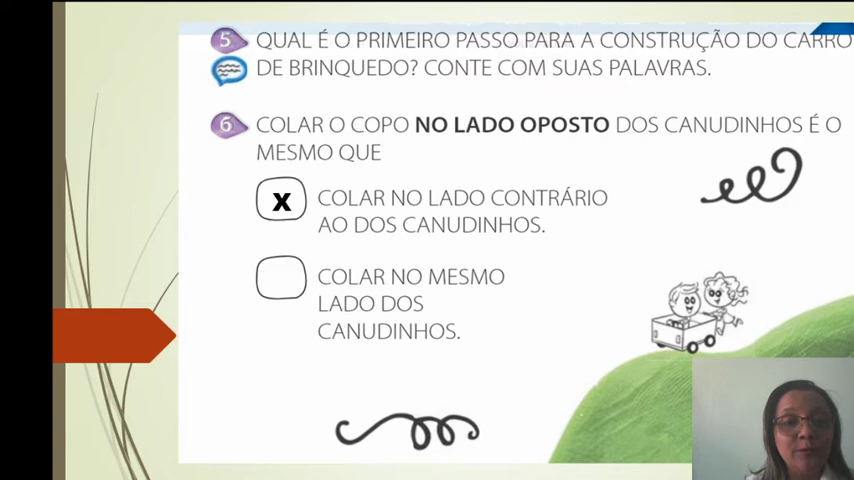 5 QUAL É O PRIMEIRO PASSO PARA A CONSTRUÇÃO DO CARRO
DE BRINQUEDO? CONTE COM SUAS PALAVRAS.
6 COLAR O COPO NO LADO OPOSTO DOS CANUDINHOS É O
MESMO QUE
X COLAR NO LADO CONTRÁRIO
AO DOS CANUDINHOS.
COLAR NO MESMO
LADO DOS
CANUDINHOS.